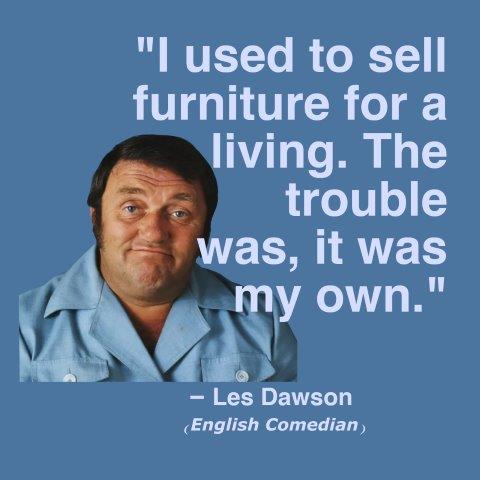 "I used to sell
furniture for a
living. The
trouble
was, it was
my own."
– Les Dawson
(English Comedian)